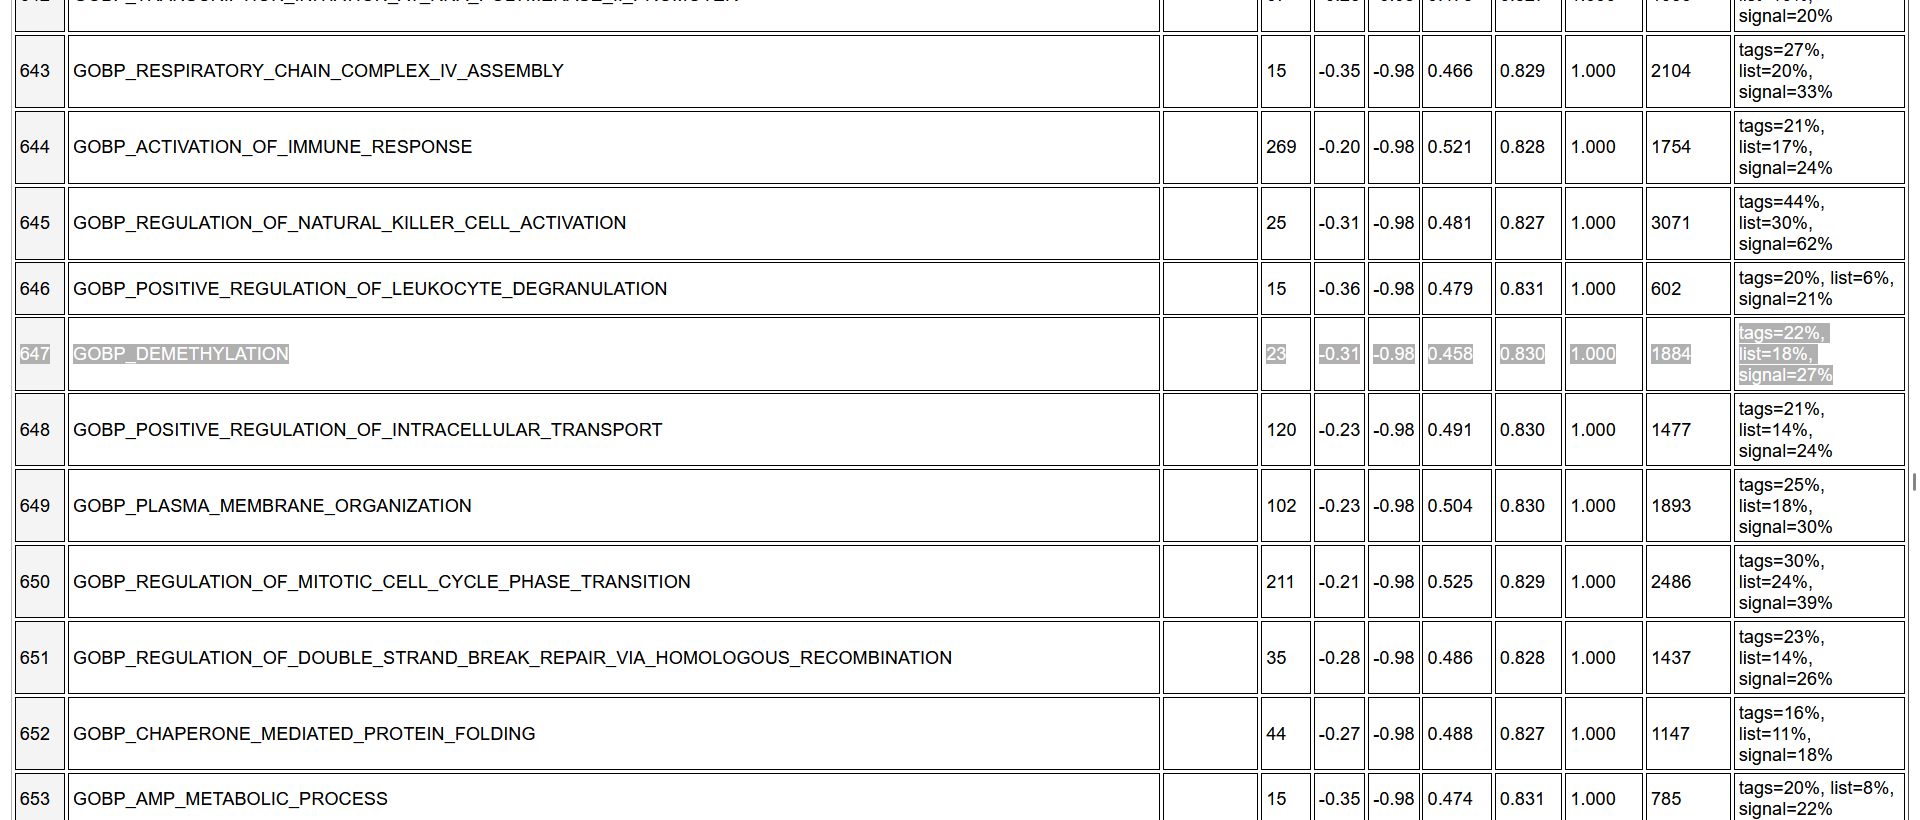 signal=20%
643 GOBP_RESPIRATORY_CHAIN_COMPLEX_IV_ASSEMBLY 15 -0.35 -0.98 0.466 0.829 1.000 2104 tags=27%,
list=20%,
signal=33%
644 GOBP_ACTIVATION_OF_IMMUNE_RESPONSE 269 -0.20 -0.98 0.521 0.828 1.000 1754 tags=21%,
list=17%,
signal=24%
645 GOBP_REGULATION_OF_NATURAL_KILLER_CELL_ACTIVATION 25 -0.31 -0.98 0.481 0.827 1.000 3071 tags=44%,
list=30%,
signal=62%
646 GOBP_POSITIVE_REGULATION_OF_LEUKOCYTE_DEGRANULATION 15 -0.36 -0.98 0.479 0.831 1.000 602 tags=20%, list=6%,
signal=21%
647 GOBP_DEMETHYLATION 23 -0.31 -0.98 0.458 0.830 1.000 1884 tags=22%,
list=18%,
signal=27%
648 GOBP_POSITIVE_REGULATION_OF_INTRACELLULAR_TRANSPORT 120 -0.23 -0.98 0.491 0.830 1.000 1477 tags=21%,
list=14%,
signal=24%
649 GOBP_PLASMA_MEMBRANE_ORGANIZATION 102 -0.23 -0.98 0.504 0.830 1.000 1893 tags=25%,
list=18%,
signal=30%
650 GOBP_REGULATION_OF_MITOTIC_CELL_CYCLE_PHASE_TRANSITION 211 -0.21 -0.98 0.525 0.829 1.000 2486 tags=30%,
list=24%,
signal=39%
651 GOBP_REGULATION_OF_DOUBLE_STRAND_BREAK_REPAIR_VIA_HOMOLOGOUS_RECOMBINATION 35 -0.28 -0.98 0.486 0.828 1.000 1437 tags=23%,
list=14%,
signal=26%
652 GOBP_CHAPERONE_MEDIATED_PROTEIN_FOLDING 44 -0.27 -0.98 0.488 0.827 1.000 1147 tags=16%,
list=11%,
signal=18%
653 GOBP_AMP_METABOLIC_PROCESS 15 -0.35 -0.98 0.474 0.831 1.000 785 tags=20%, list=8%,
signal=22%